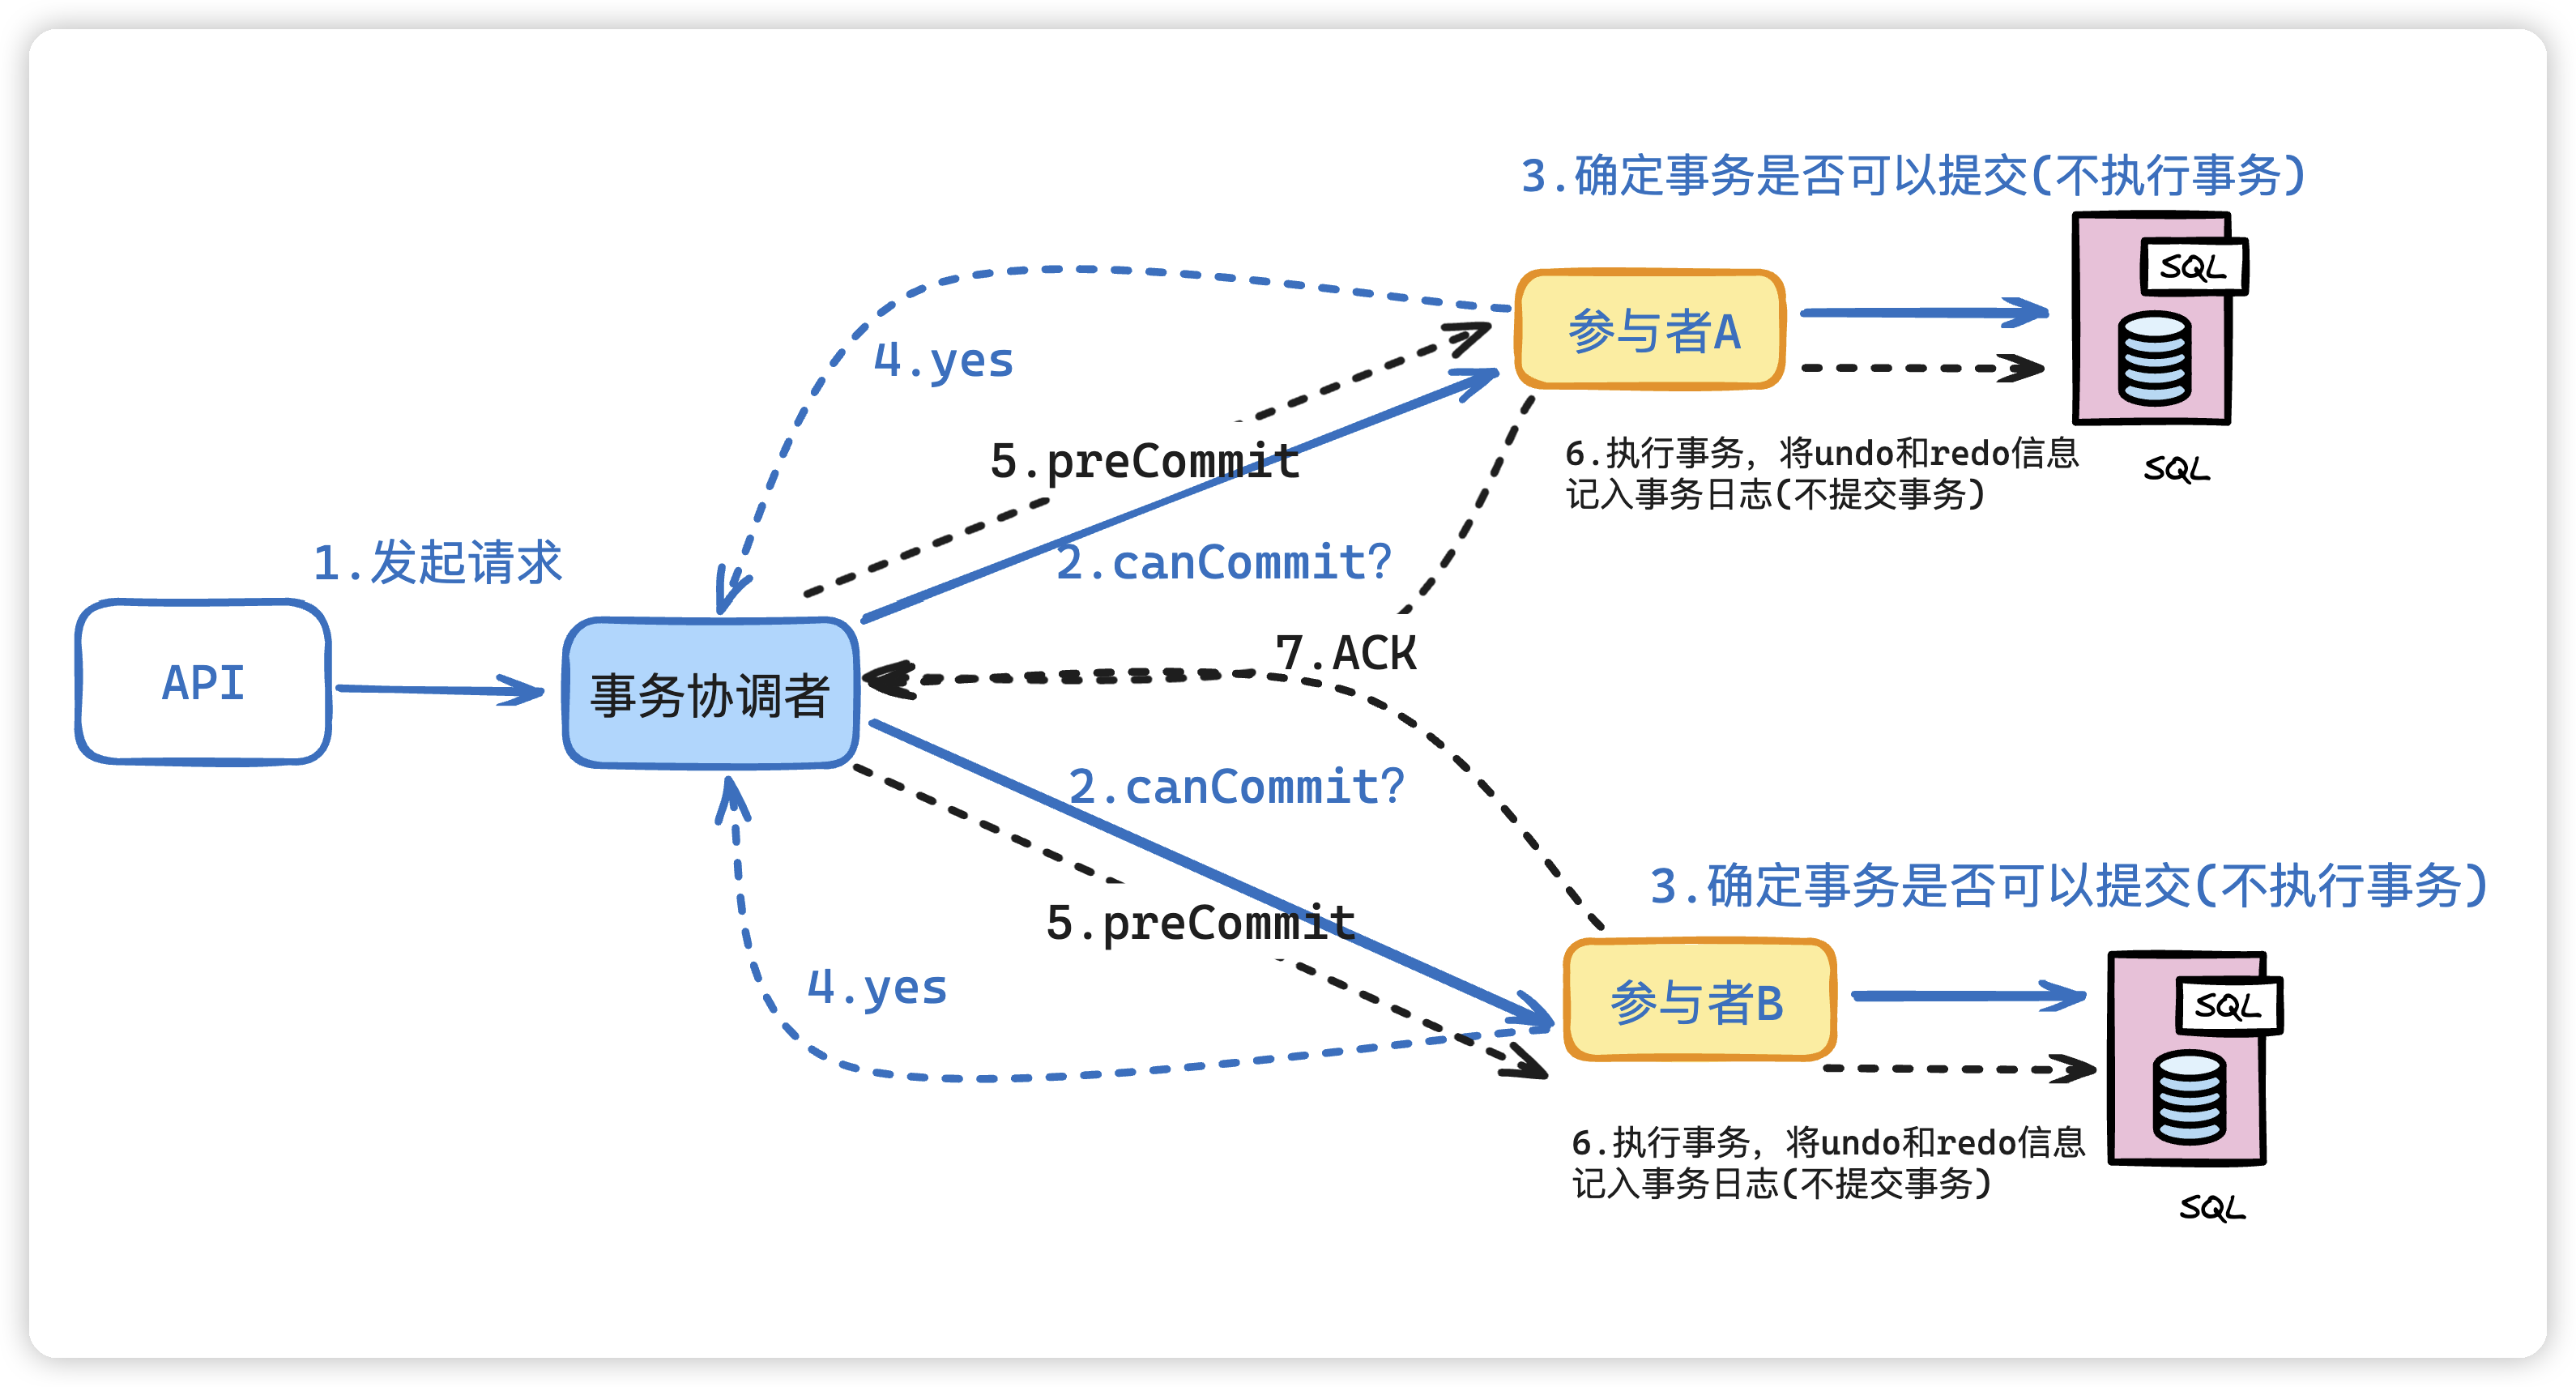 3.确定事务是否可以提交(不执行事务)
SQL
参与者A
4.yes
5.preCommit
6.执行事务，将undo和redo信息
记入事务日志(不提交事务)
SQL
1.发起请求
2.canCommit?
7.ACK
API
事务协调者
2.canCommit?
3.确定事务是否可以提交(不执行事务)
5.preCommit
4.yes
参与者B
SQL
6.执行事务，将undo和redo信息
记入事务日志(不提交事务)
SQL